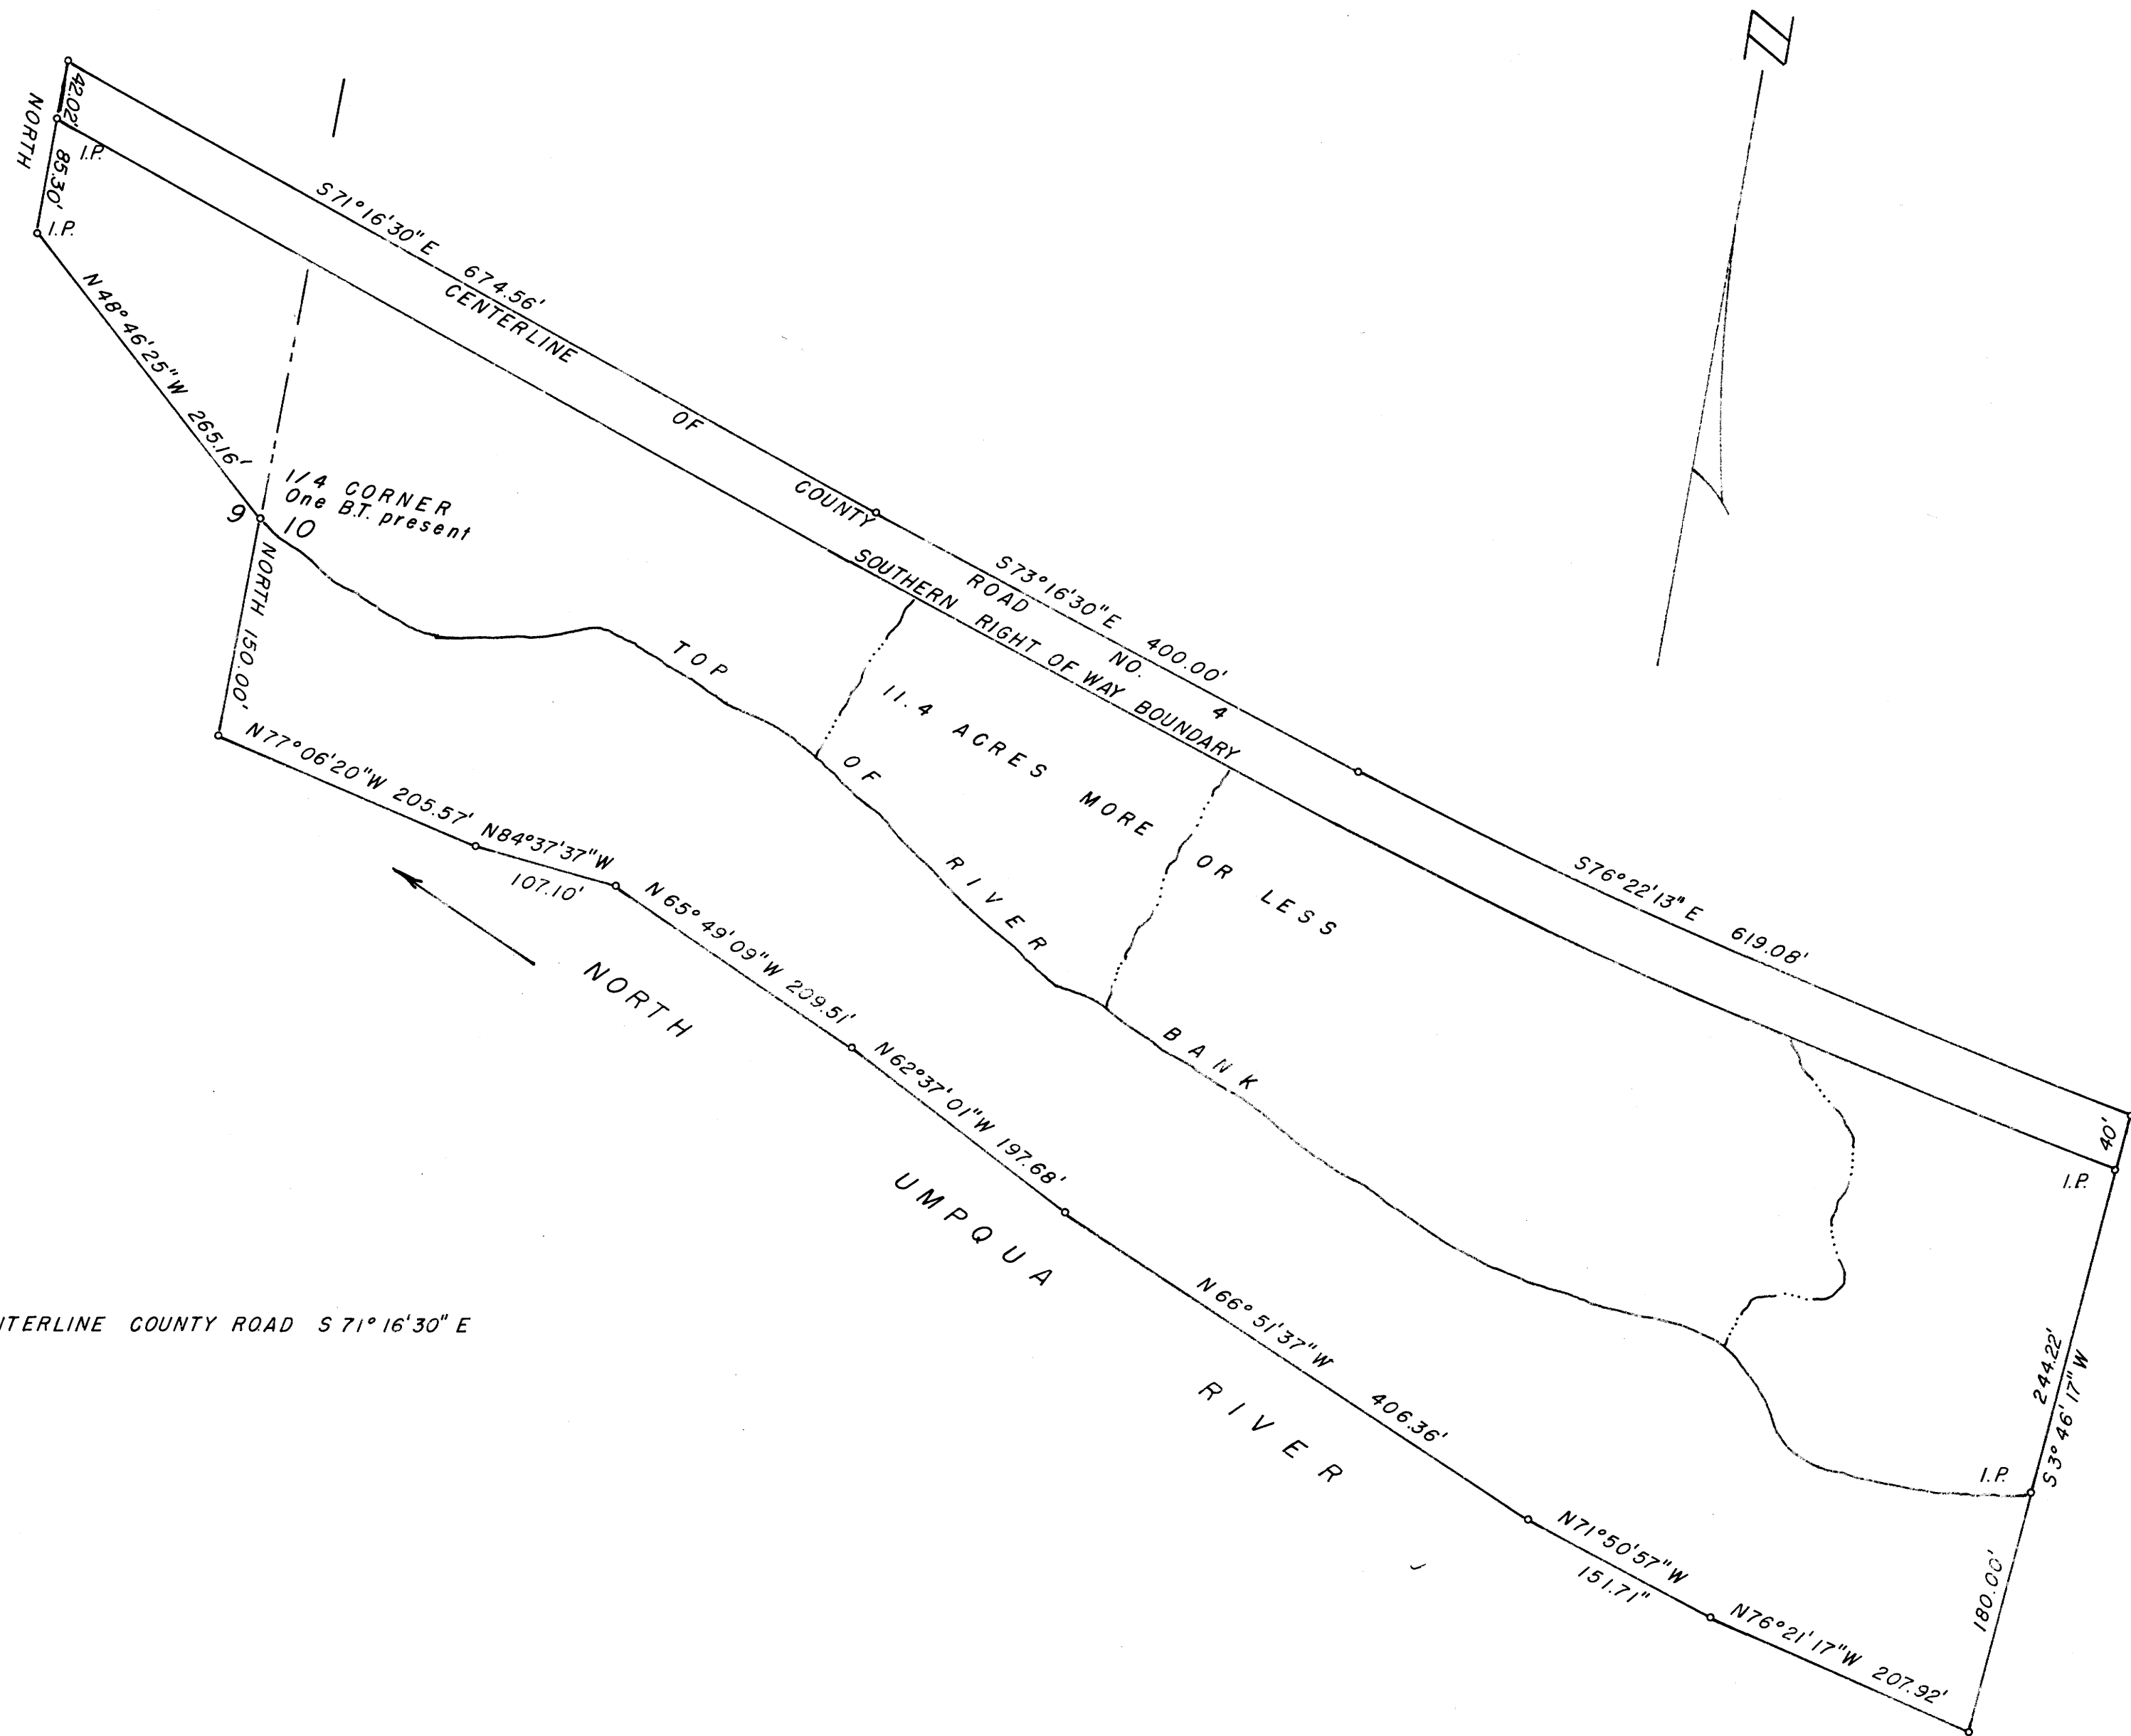 N
42.02'
NORTH
I.P.
85.30'
I.P.
S 71° 16' 30" E 674.56'
CENTERLINE OF COUNTY ROAD NO. 4
N 48° 46' 25" W 265.16'
1/4 CORNER
One B.T. present
9
10
NORTH 150.00'
SOUTHERN RIGHT OF WAY BOUNDARY
S73°16'30"E 400.00'
TOP OF RIVER BANK
11.4 ACRES MORE OR LESS
N77°06'20"W 205.57'
N84°37'37"W
107.10'
N65°49'09"W 209.51'
S76°22'13"E 619.08'
N62°37'01"W 197.68'
NORTH UMPQUA RIVER
40'
I.P.
N66°51'37"W 406.36'
244.22'
S 3° 46' 17" W
I.P.
N71°50'57"W
151.71"
180.00'
N76°21'17"W 207.92'
NTERLINE COUNTY ROAD S 71° 16' 30" E